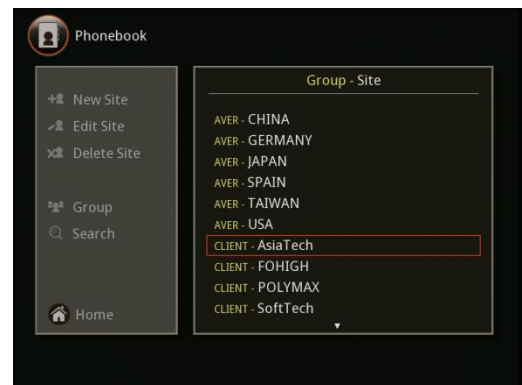 Phonebook
New Site
Edit Site
Delete Site
Group
Search
Home
Group - Site
AVER - CHINA
AVER - GERMANY
AVER - JAPAN
AVER - SPAIN
AVER - TAIWAN
AVER - USA
CLIENT - AsiaTech
CLIENT - FOHIGH
CLIENT - POLYMAX
CLIENT - SoftTech